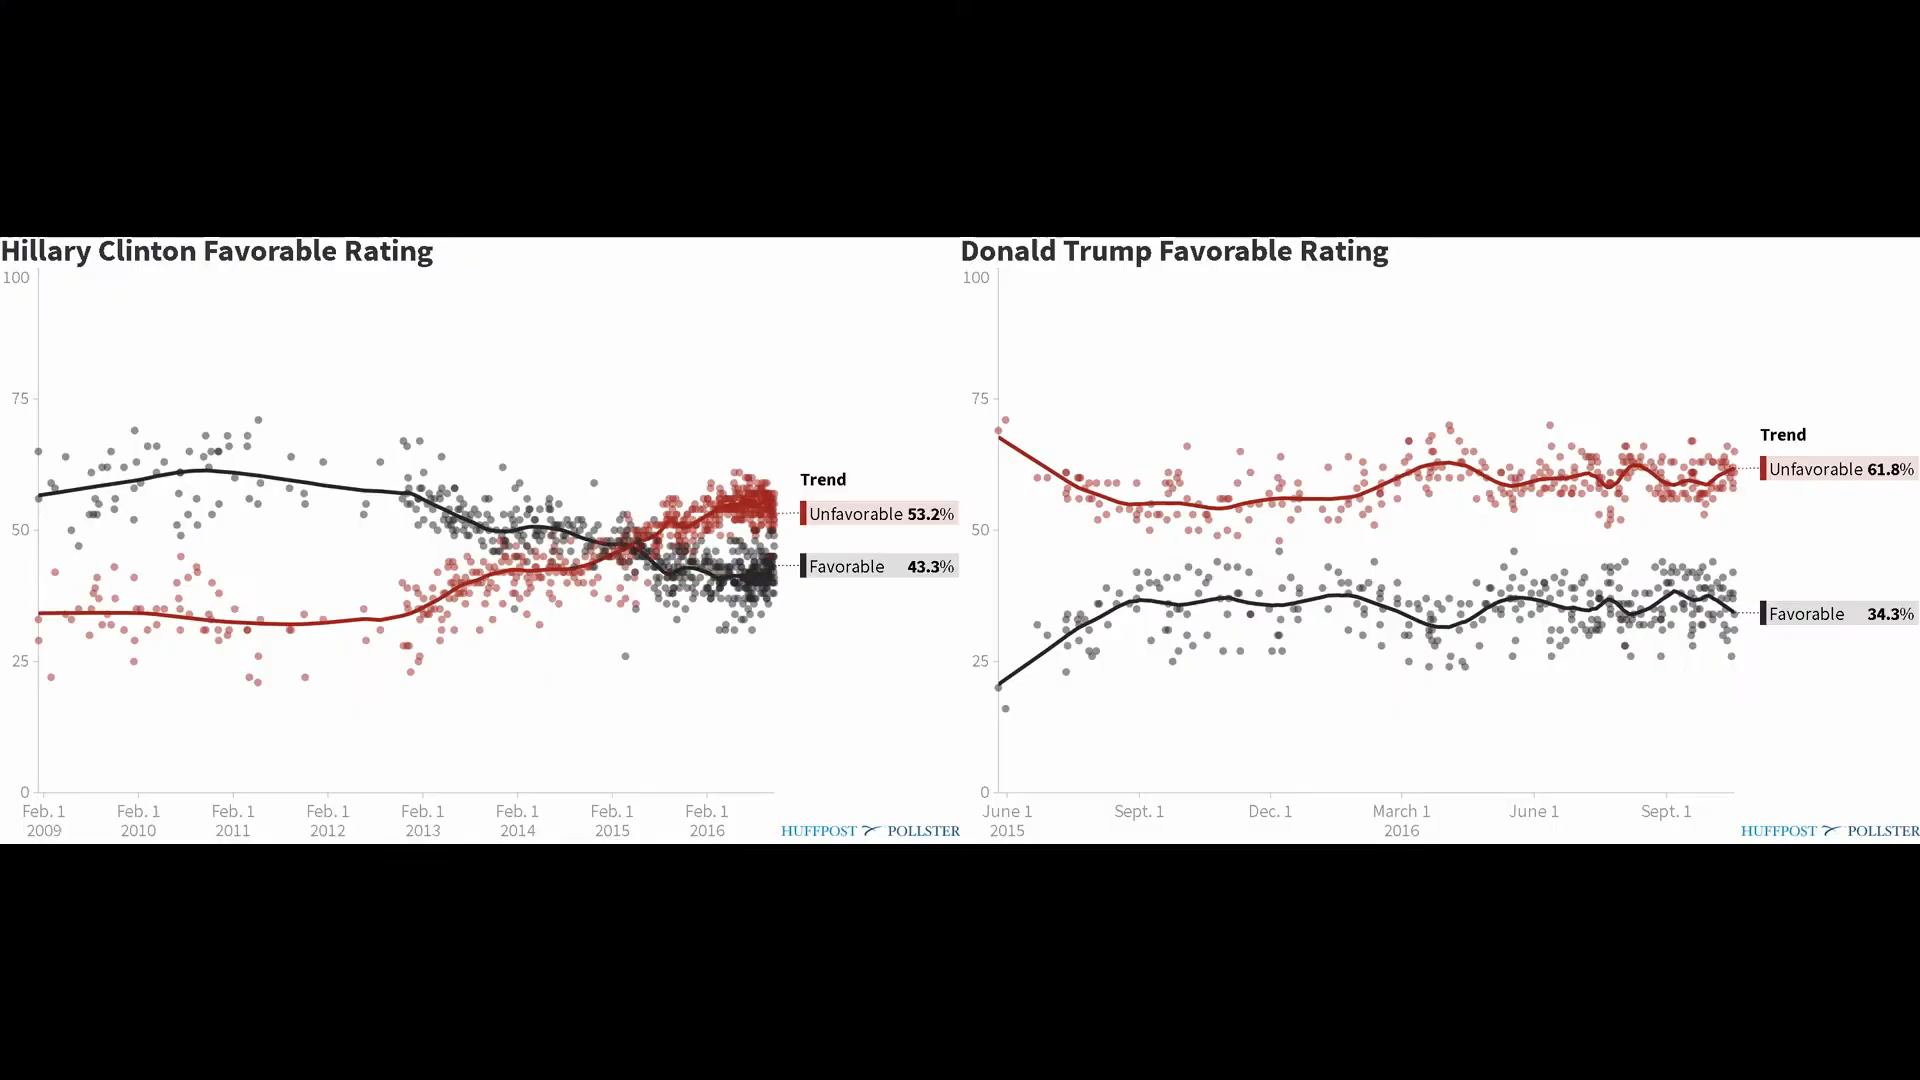 Hillary Clinton Favorable Rating
100
75
50
25
0
Feb. 1 Feb. 1 Feb. 1 Feb. 1 Feb. 1 Feb. 1 Feb. 1 Feb. 1
2009 2010 2011 2012 2013 2014 2015 2016
Trend
Unfavorable 53.2%
Favorable 43.3%
HUFFPOST POLLSTER
Donald Trump Favorable Rating
100
75
50
25
0
June 1 Sept. 1 Dec. 1 March 1 June 1 Sept. 1
2015 2016
Trend
Unfavorable 61.8%
Favorable 34.3%
HUFFPOST POLLSTER